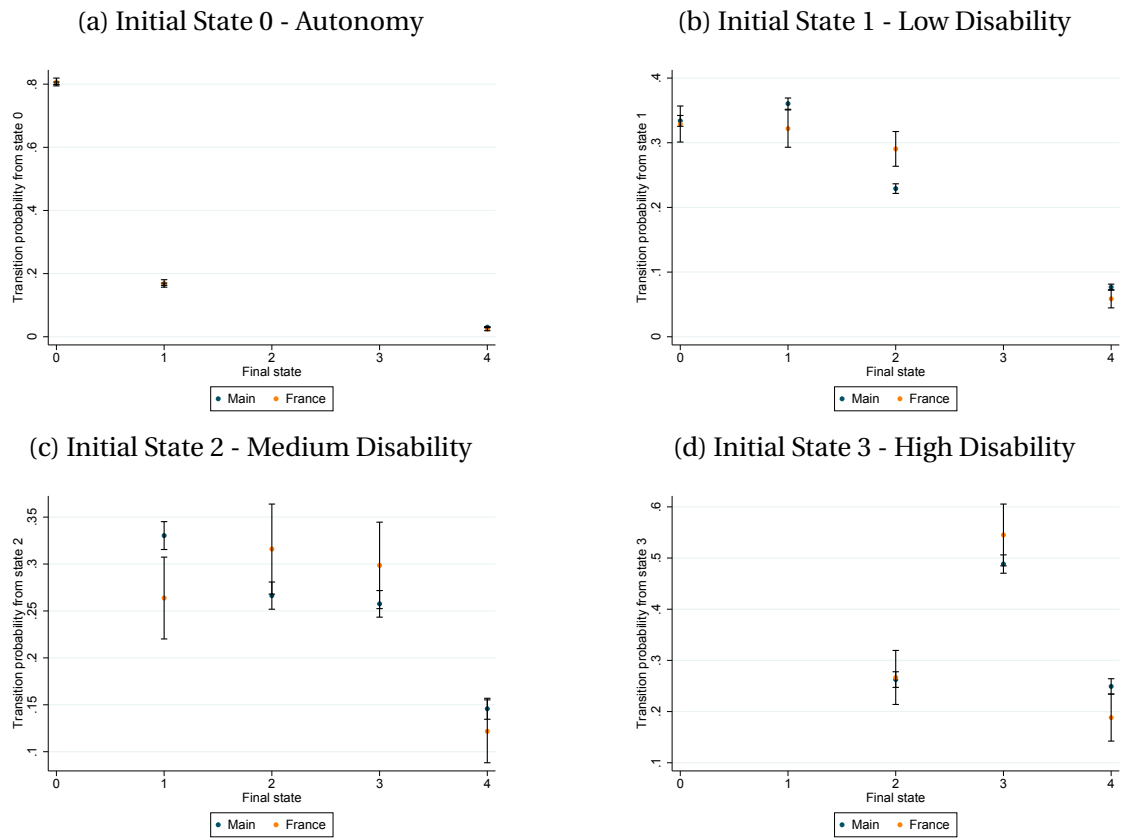 (a) Initial State 0 - Autonomy
Transition probability from state 0
.8
.6
.4
.2
0
0 1 2 3 4
Final state
Main France
(b) Initial State 1 - Low Disability
Transition probability from state 1
.4
.3
.2
.1
0
0 1 2 3 4
Final state
Main France
(c) Initial State 2 - Medium Disability
Transition probability from state 2
.35
.3
.25
.2
.15
.1
0 1 2 3 4
Final state
Main France
(d) Initial State 3 - High Disability
Transition probability from state 3
.6
.5
.4
.3
.2
.1
0 1 2 3 4
Final state
Main France